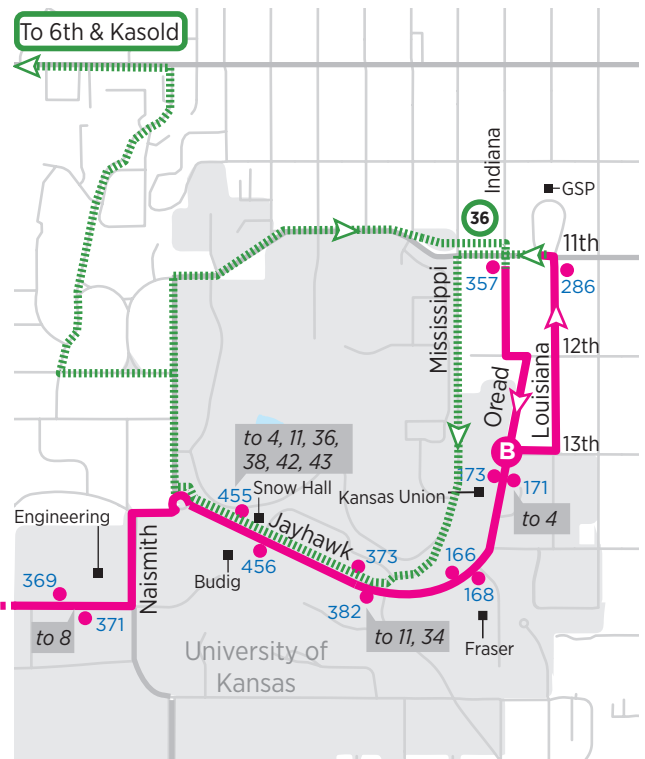 To 6th & Kasold
Indiana
GSP
36
11th
357
286
Mississippi
12th
Oread
Louisiana
13th
B
to 4, 11, 36,
38, 42, 43
455
Snow Hall
Kansas Union
173
171
to 4
Engineering
Jayhawk
Naismith
Budig
456
373
166
168
369
371
382
to 8
to 11, 34
Fraser
University of
Kansas